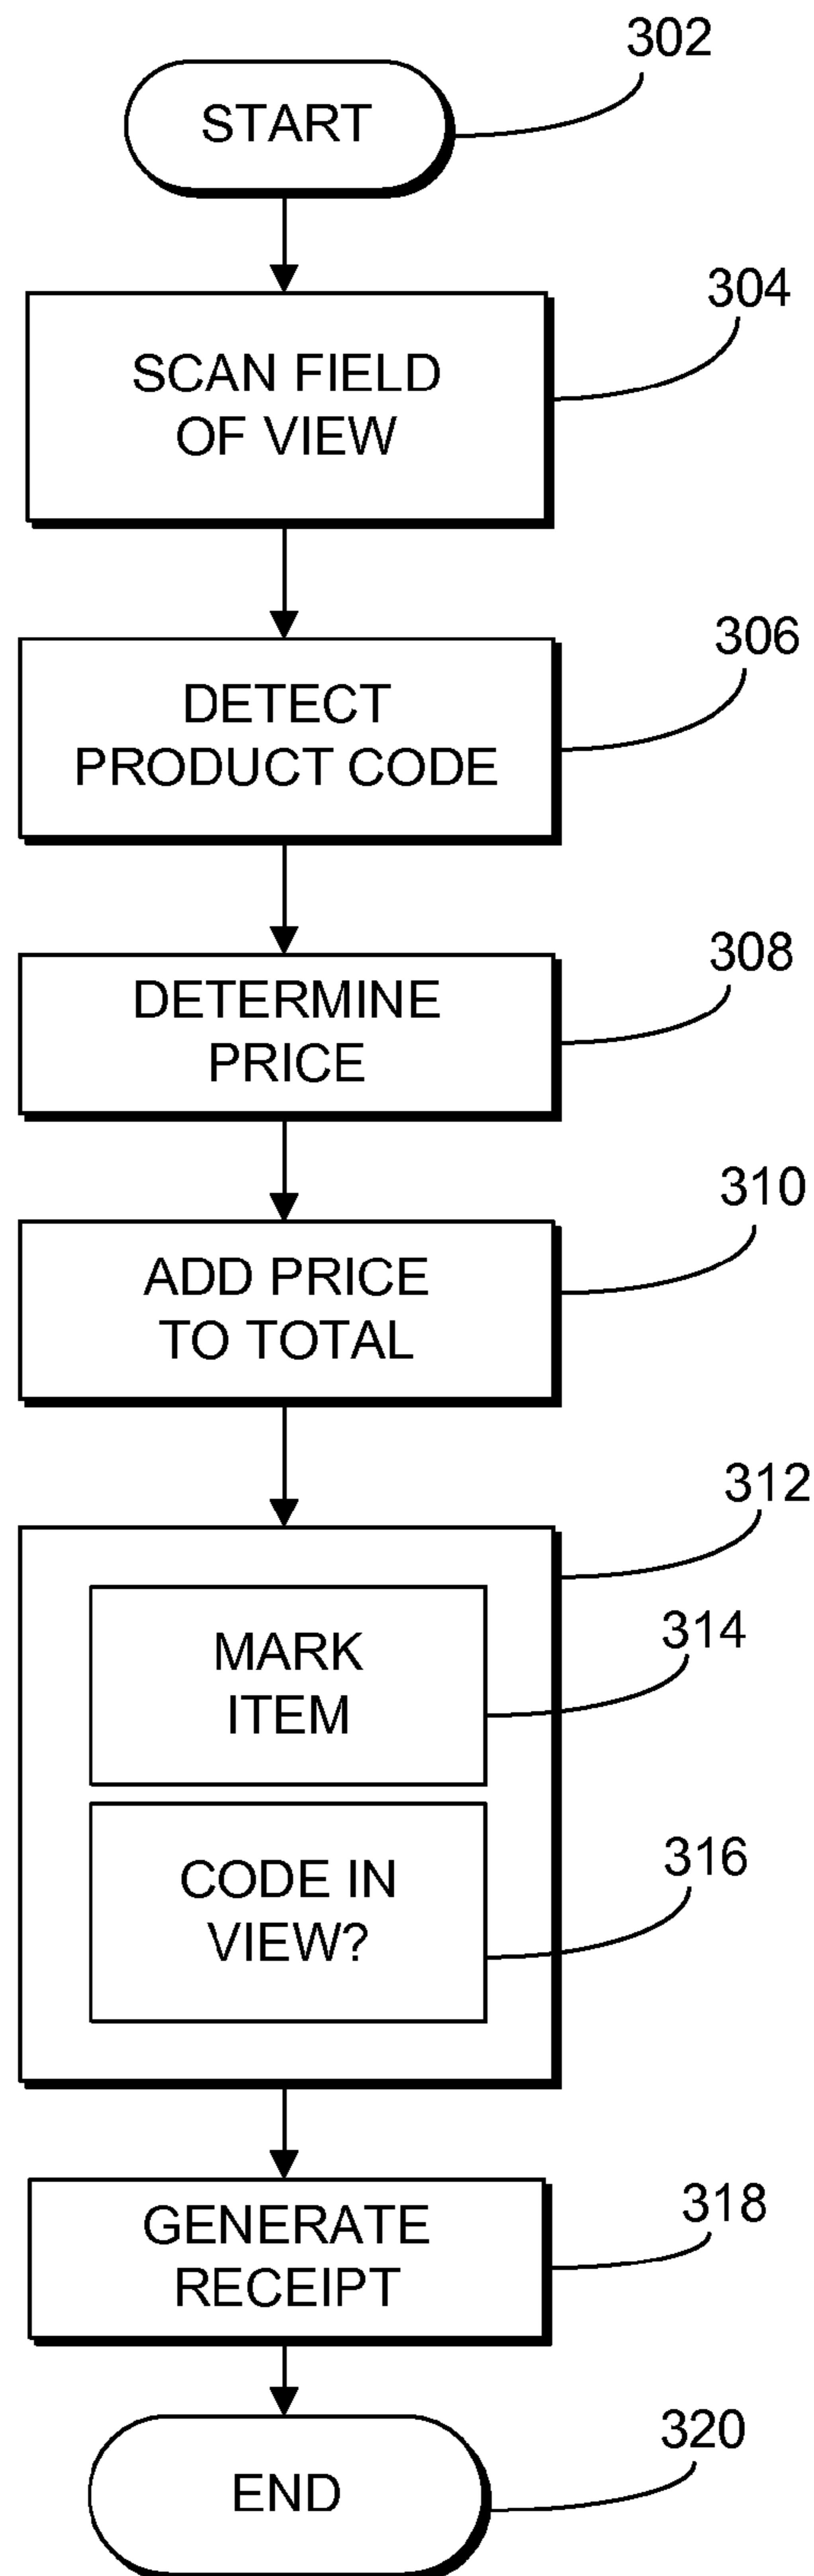 302
START
304
SCAN FIELD
OF VIEW
306
DETECT
PRODUCT CODE
308
DETERMINE
PRICE
310
ADD PRICE
TO TOTAL
312
314
MARK
ITEM
316
CODE IN
VIEW?
318
GENERATE
RECEIPT
320
END